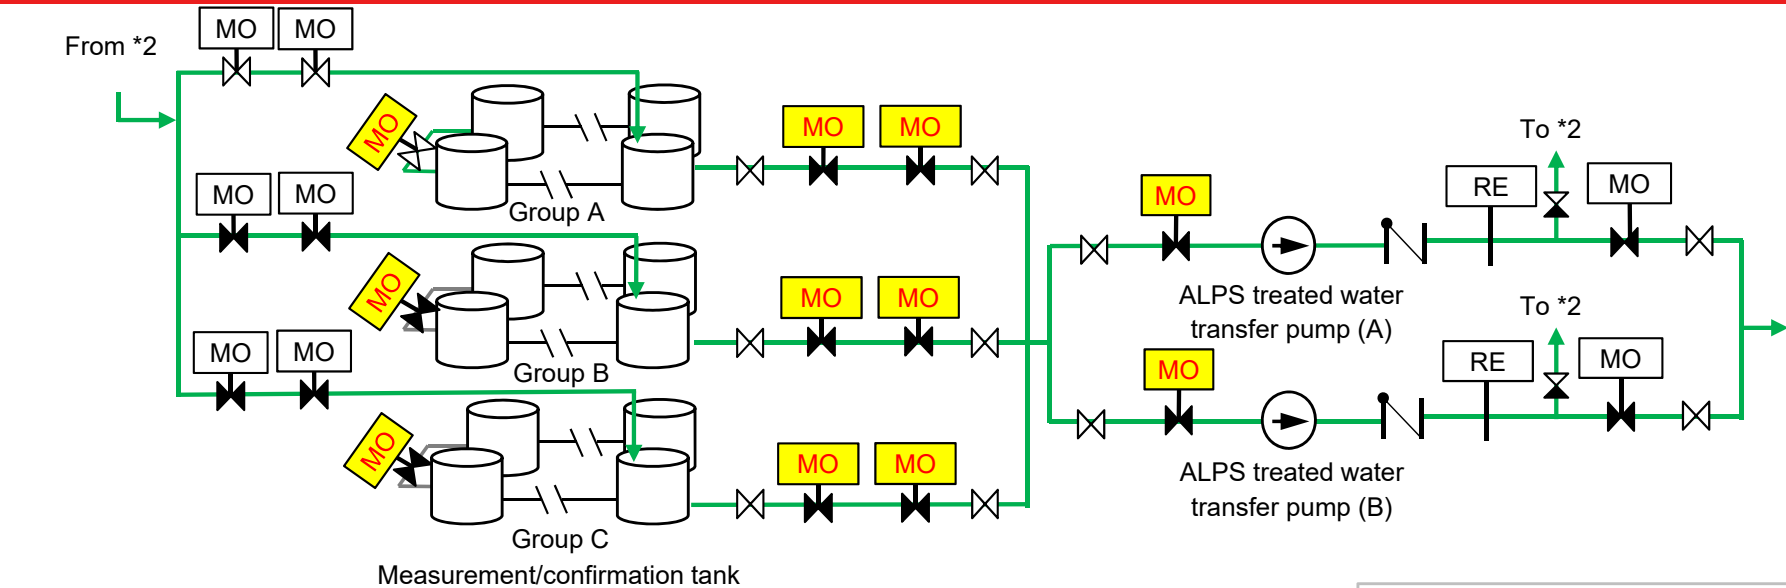 From *2
MO MO
MO
Group A
MO MO
MO MO
MO
Group B
MO MO
MO MO
MO
Group C
MO MO
Measurement/confirmation tank
MO
ALPS treated water
transfer pump (A)
RE
To *2
MO
MO
ALPS treated water
transfer pump (B)
RE
To *2
MO